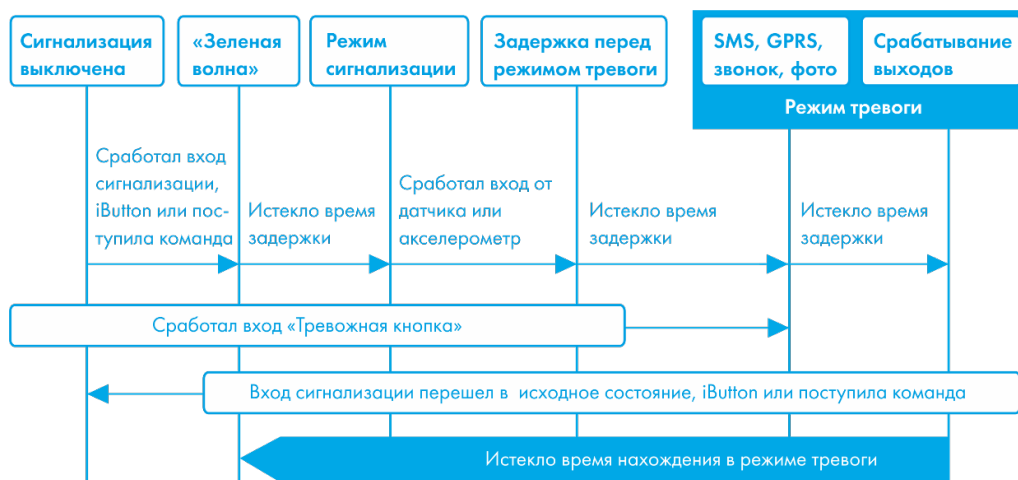 Сигнализация
выключена
«Зеленая
волна»
Режим
сигнализации
Задержка перед
режимом тревоги
SMS, GPRS,
звонок, фото
Срабатывание
выходов
Режим тревоги
Сработал вход
сигнализации,
iButton или пос-
тупила команда
Истекло время
задержки
Сработал вход от
датчика или
акселерометр
Истекло время
задержки
Истекло время
задержки
Сработал вход «Тревожная кнопка»
Вход сигнализации перешел в исходное состояние, iButton или поступила команда
Истекло время нахождения в режиме тревоги